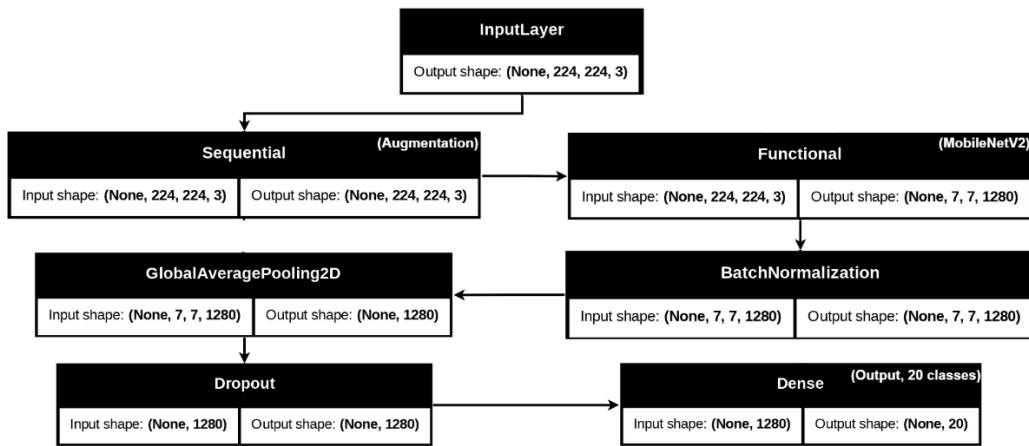 InputLayer
Output shape: (None, 224, 224, 3)
Sequential (Augmentation)
Input shape: (None, 224, 224, 3) Output shape: (None, 224, 224, 3)
Functional (MobileNetV2)
Input shape: (None, 224, 224, 3) Output shape: (None, 7, 7, 1280)
GlobalAveragePooling2D
Input shape: (None, 7, 7, 1280) Output shape: (None, 1280)
BatchNormalization
Input shape: (None, 7, 7, 1280) Output shape: (None, 7, 7, 1280)
Dropout
Input shape: (None, 1280) Output shape: (None, 1280)
Dense (Output, 20 classes)
Input shape: (None, 1280) Output shape: (None, 20)